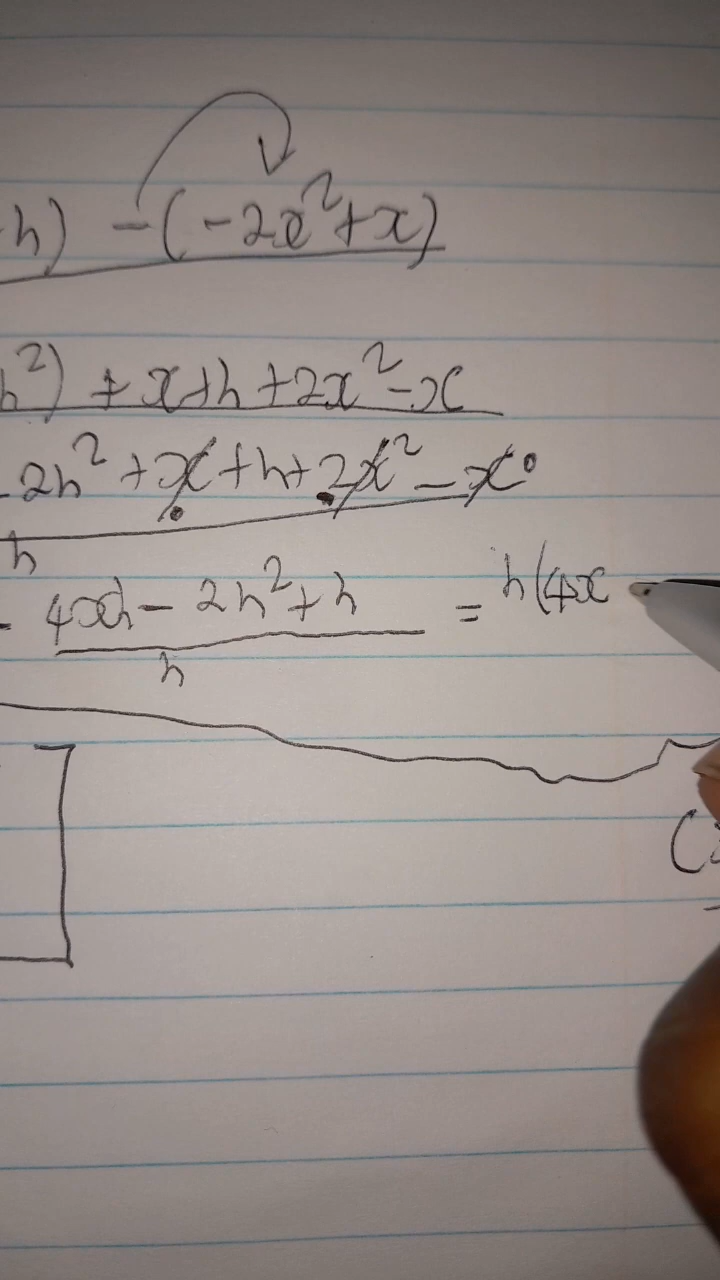 h) -(-2x²+x)
h²) + x+h+2x²-x
-2h² +x+h+2x²-x
h
- 4xh - 2h²+h = h(4x
h
(